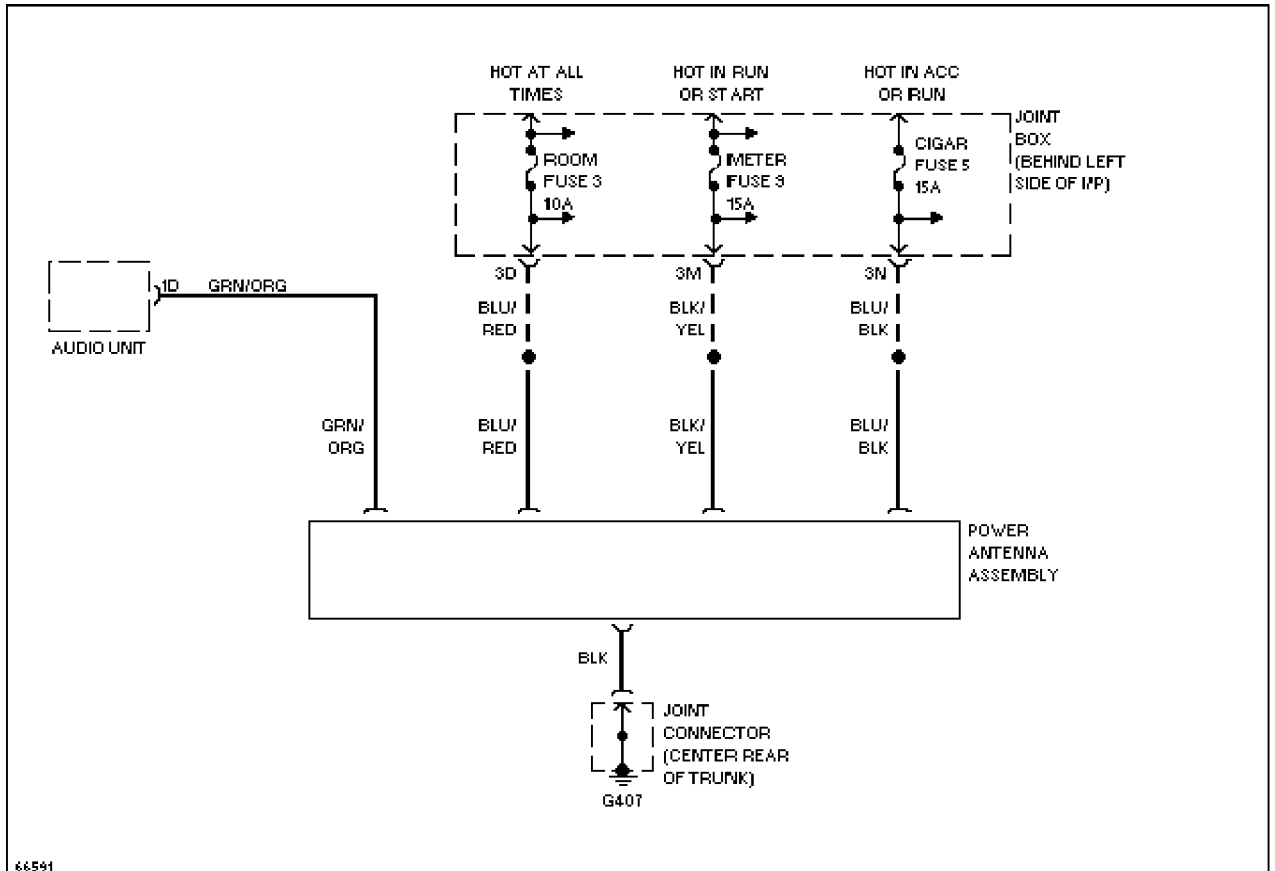 HOT AT ALL
TIMES
HOT IN RUN
OR START
HOT IN ACC
OR RUN
JOINT
BOX
(BEHIND LEFT
SIDE OF I/P)
ROOM
FUSE 3
10A
METER
FUSE 9
15A
CIGAR
FUSE 5
15A
3D
3M
3N
1D
GRN/ORG
AUDIO UNIT
BLU/
RED
BLK/
YEL
BLU/
BLK
GRN/
ORG
BLU/
RED
BLK/
YEL
BLU/
BLK
POWER
ANTENNA
ASSEMBLY
BLK
JOINT
CONNECTOR
(CENTER REAR
OF TRUNK)
G407
66591